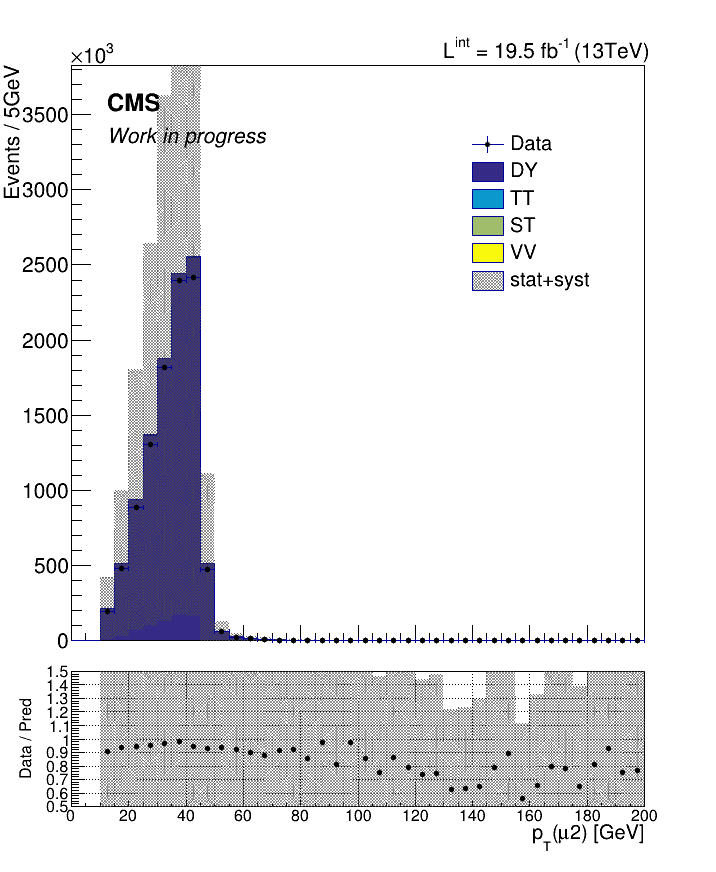 ×10³
L^int = 19.5 fb⁻¹ (13TeV)
Events / 5GeV
CMS
Work in progress
Data
DY
TT
ST
VV
stat+syst
3500
3000
2500
2000
1500
1000
500
0
Data / Pred
1.5
1.4
1.3
1.2
1.1
1
0.9
0.8
0.7
0.6
0.5
0 20 40 60 80 100 120 140 160 180 200
p_T(μ2) [GeV]